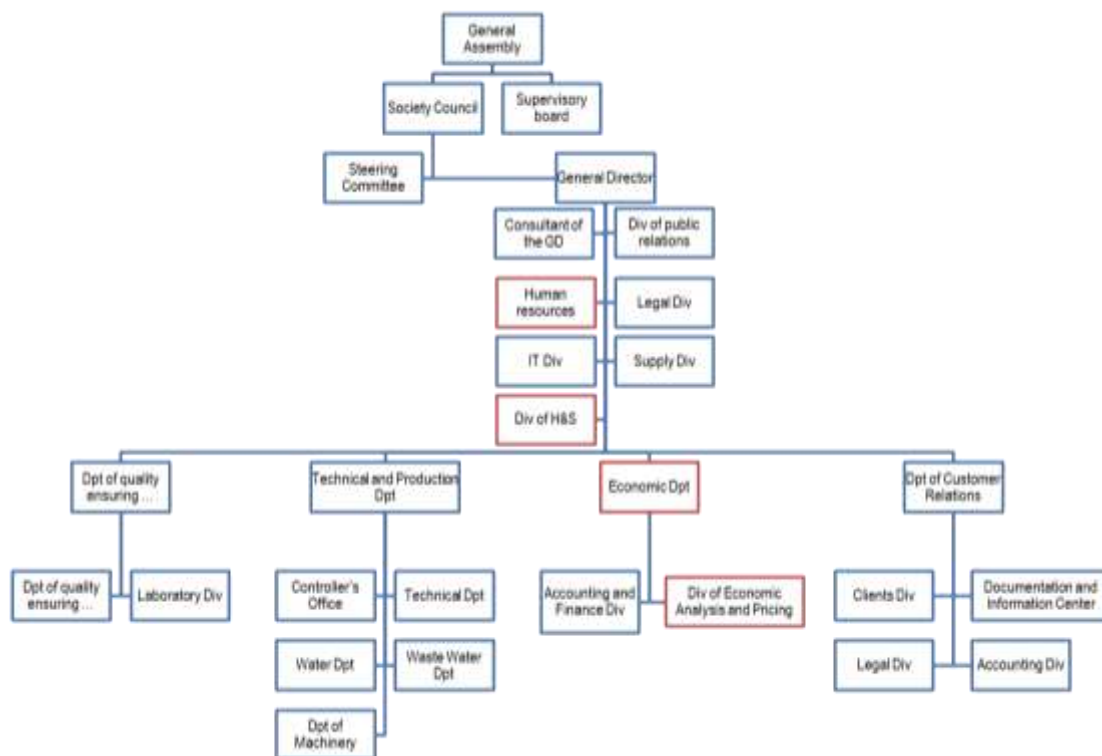 General
Assembly
Society Council
Supervisory
board
Steering
Committee
General Director
Consultant of
the GD
Div of public
relations
Human
resources
Legal Div
IT Div
Supply Div
Div of H&S
Dpt of quality
ensuring ...
Technical and Production
Dpt
Economic Dpt
Dpt of Customer
Relations
Dpt of quality
ensuring ...
Laboratory Div
Controller's
Office
Technical Dpt
Accounting and
Finance Div
Div of Economic
Analysis and Pricing
Clients Div
Documentation and
Information Center
Water Dpt
Waste Water
Dpt
Legal Div
Accounting Div
Dpt of
Machinery